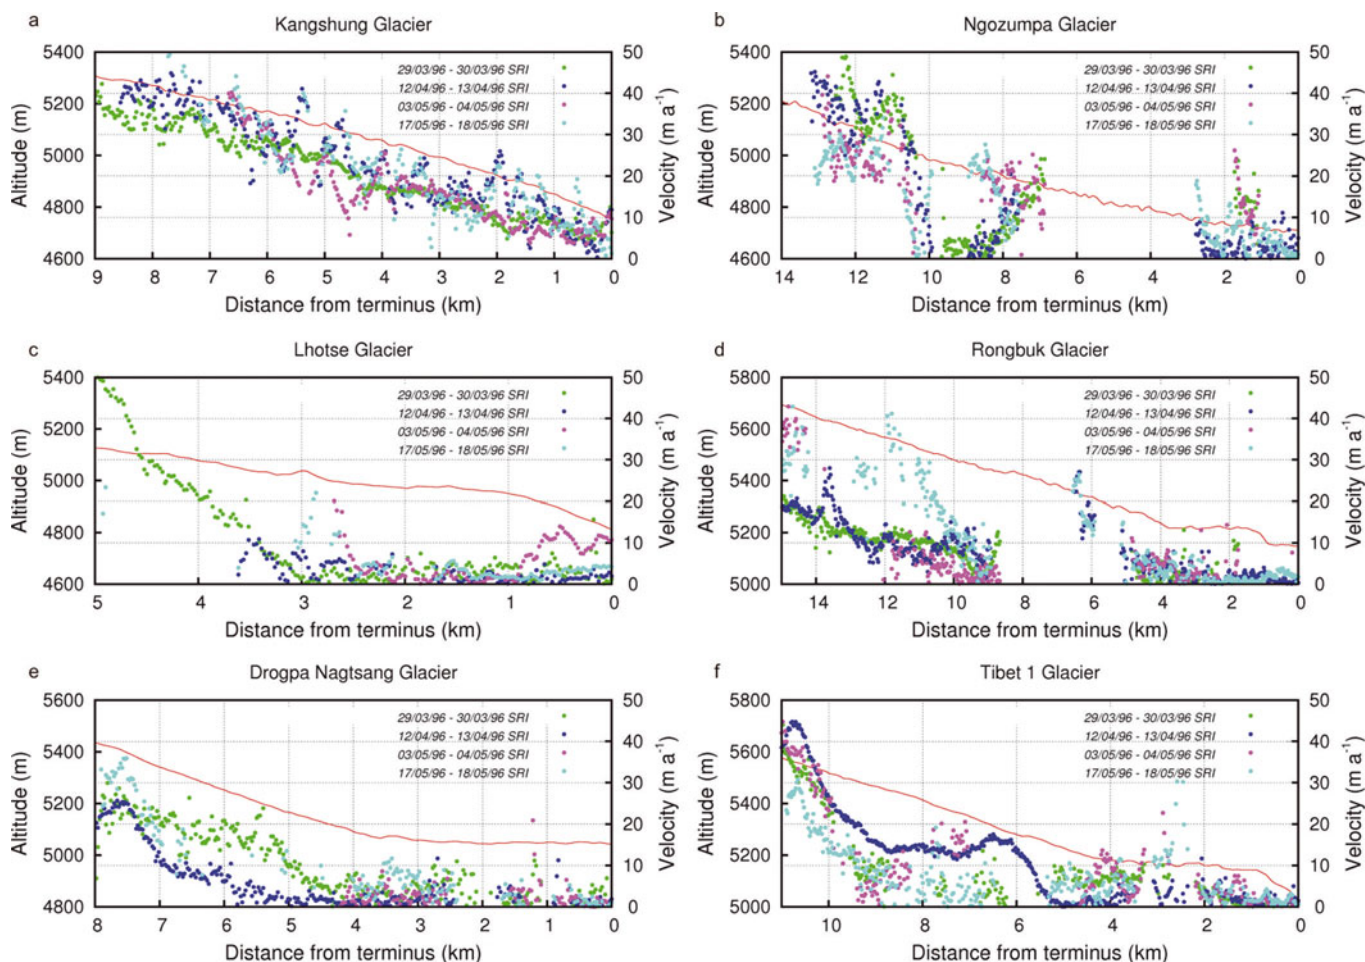 a
Kangshung Glacier
5400
5200
5000
4800
4600
Altitude (m)
50
40
30
20
10
0
Velocity (m a⁻¹)
29/03/96 - 30/03/96 SRI
12/04/96 - 13/04/96 SRI
03/05/96 - 04/05/96 SRI
17/05/96 - 18/05/96 SRI
9 8 7 6 5 4 3 2 1 0
Distance from terminus (km)
b
Ngozumpa Glacier
5400
5200
5000
4800
4600
Altitude (m)
50
40
30
20
10
0
Velocity (m a⁻¹)
29/03/96 - 30/03/96 SRI
12/04/96 - 13/04/96 SRI
03/05/96 - 04/05/96 SRI
17/05/96 - 18/05/96 SRI
14 12 10 8 6 4 2 0
Distance from terminus (km)
c
Lhotse Glacier
5400
5200
5000
4800
4600
Altitude (m)
50
40
30
20
10
0
Velocity (m a⁻¹)
29/03/96 - 30/03/96 SRI
12/04/96 - 13/04/96 SRI
03/05/96 - 04/05/96 SRI
17/05/96 - 18/05/96 SRI
5 4 3 2 1 0
Distance from terminus (km)
d
Rongbuk Glacier
5800
5600
5400
5200
5000
Altitude (m)
50
40
30
20
10
0
Velocity (m a⁻¹)
29/03/96 - 30/03/96 SRI
12/04/96 - 13/04/96 SRI
03/05/96 - 04/05/96 SRI
17/05/96 - 18/05/96 SRI
14 12 10 8 6 4 2 0
Distance from terminus (km)
e
Drogpa Nagtsang Glacier
5600
5400
5200
5000
4800
Altitude (m)
50
40
30
20
10
0
Velocity (m a⁻¹)
29/03/96 - 30/03/96 SRI
12/04/96 - 13/04/96 SRI
03/05/96 - 04/05/96 SRI
17/05/96 - 18/05/96 SRI
8 7 6 5 4 3 2 1 0
Distance from terminus (km)
f
Tibet 1 Glacier
5800
5600
5400
5200
5000
Altitude (m)
50
40
30
20
10
0
Velocity (m a⁻¹)
29/03/96 - 30/03/96 SRI
12/04/96 - 13/04/96 SRI
03/05/96 - 04/05/96 SRI
17/05/96 - 18/05/96 SRI
10 8 6 4 2 0
Distance from terminus (km)